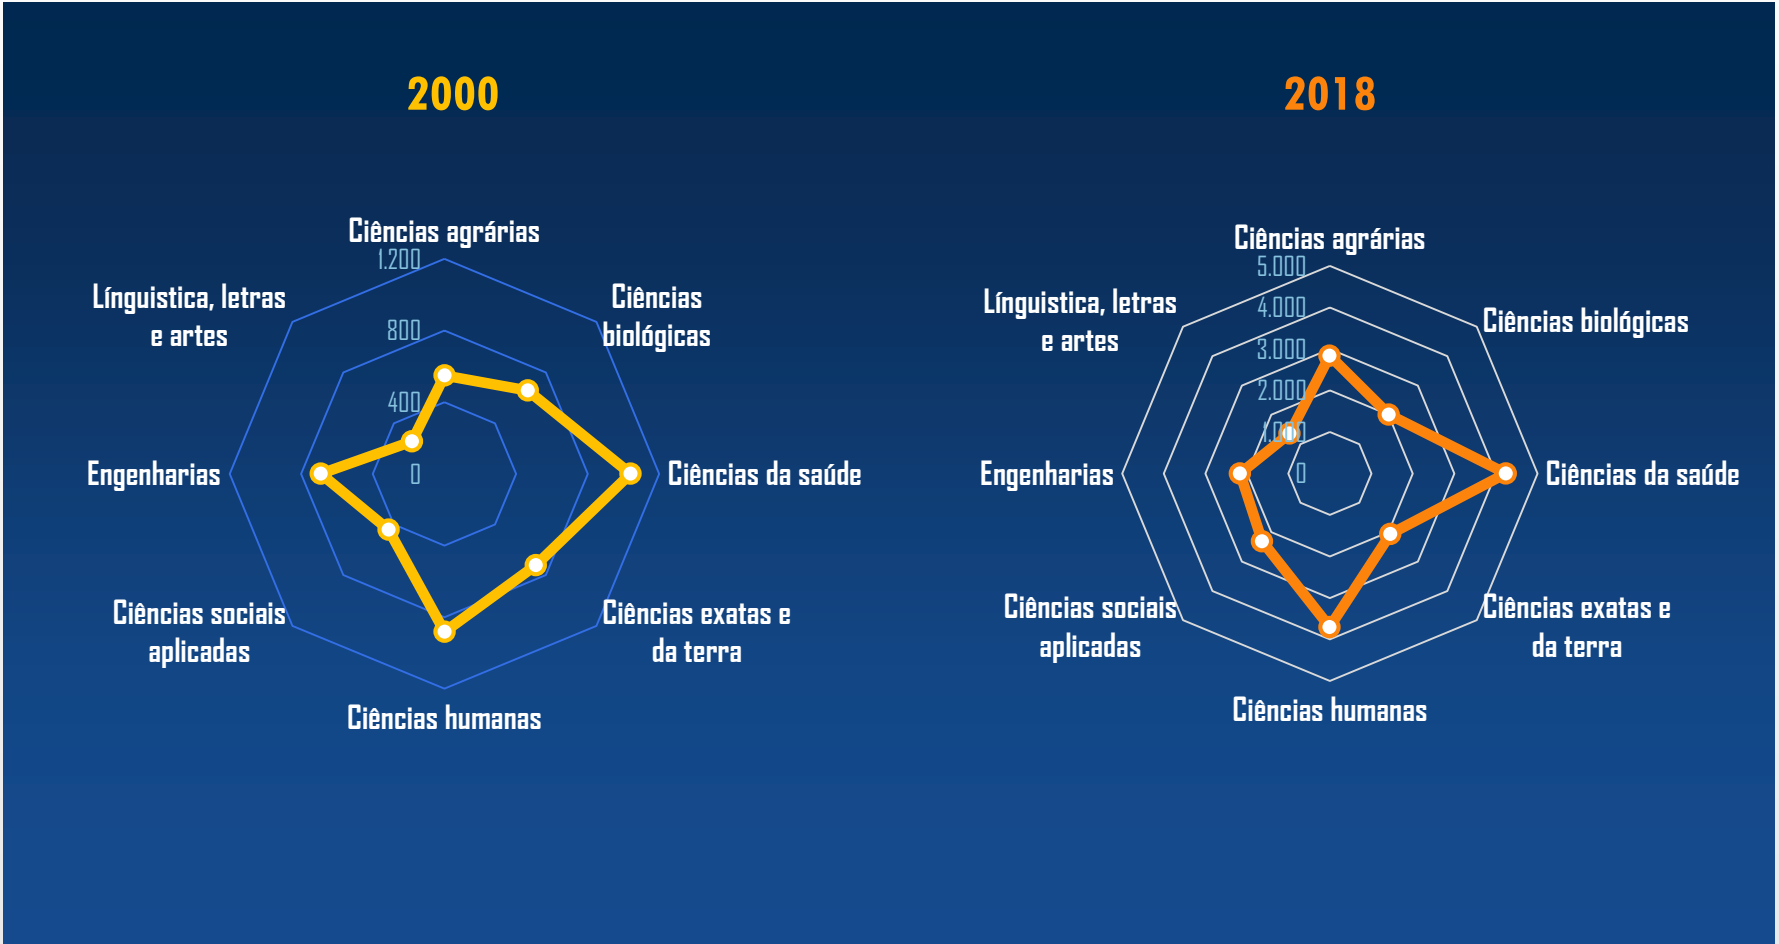 2000
Ciências agrárias
1.200
Línguistica, letras
e artes
Ciências
biológicas
800
400
Engenharias
0
Ciências da saúde
Ciências sociais
aplicadas
Ciências exatas e
da terra
Ciências humanas
2018
Ciências agrárias
5.000
Línguistica, letras
e artes
4.000
Ciências biológicas
3.000
2.000
1.000
Engenharias
0
Ciências da saúde
Ciências sociais
aplicadas
Ciências exatas e
da terra
Ciências humanas